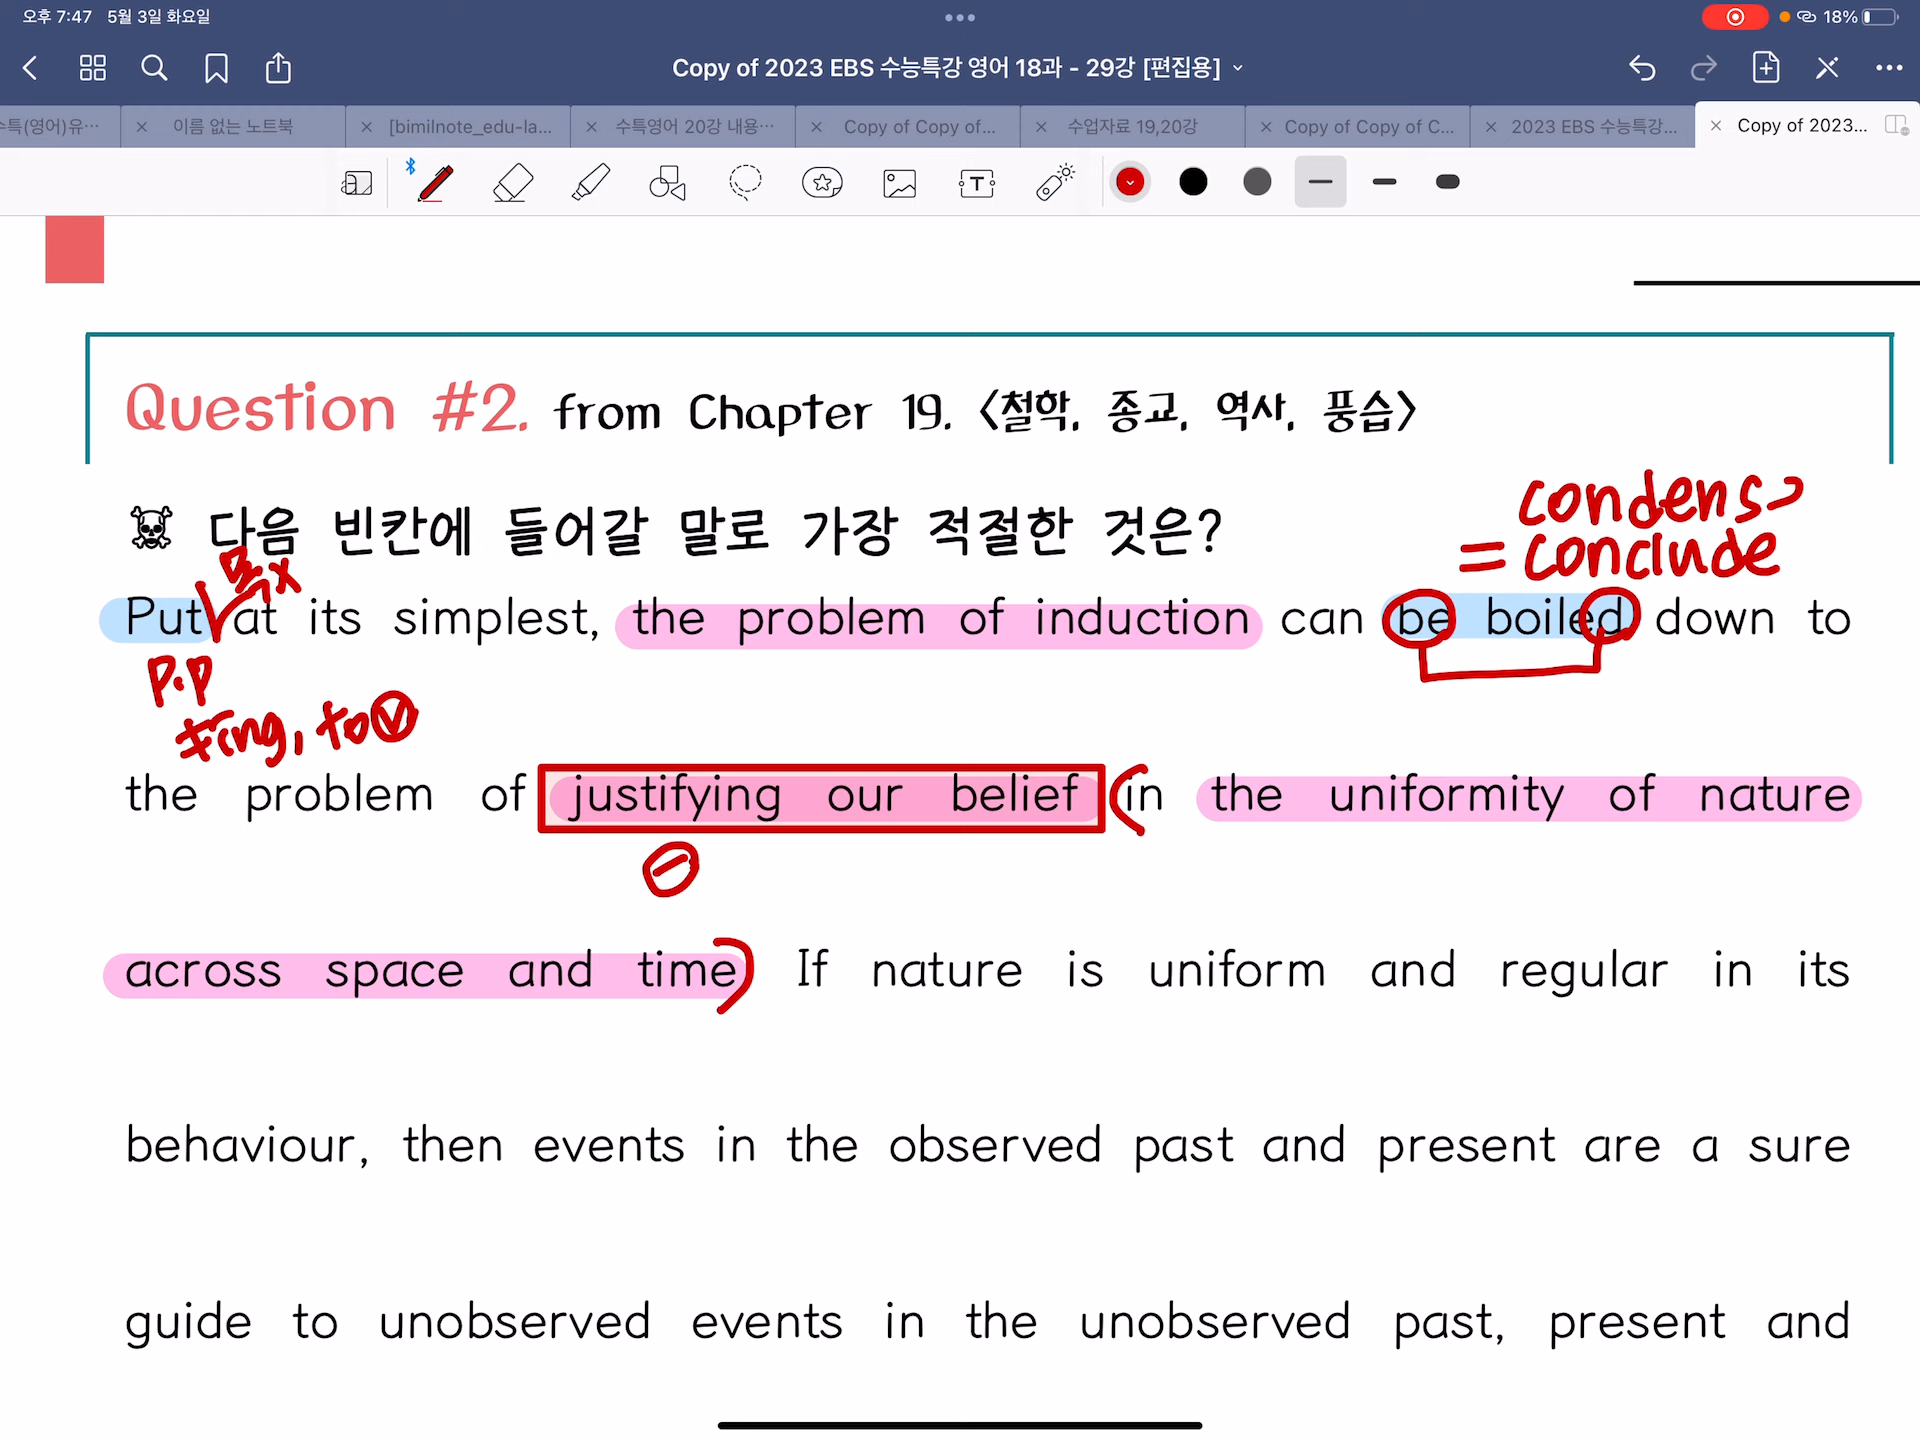 오후 7:47 5월 3일 화요일
18%
Copy of 2023 EBS 수능특강 영어 18과 - 29강 [편집용]
수특(영어)유…
이름 없는 노트북
[bimilnote_edu-la...
수특영어 20강 내용…
Copy of Copy of...
수업자료 19,20강
Copy of Copy of C...
2023 EBS 수능특강...
Copy of 2023...
Question #2. from Chapter 19. <철학, 종교, 역사, 풍습>
condens
다음 빈칸에 들어갈 말로 가장 적절한 것은?
= conclude
목x
Put at its simplest, the problem of induction can be boiled down to
p.p
≠ing, to V
the problem of justifying our belief (in the uniformity of nature
across space and time) If nature is uniform and regular in its
behaviour, then events in the observed past and present are a sure
guide to unobserved events in the unobserved past, present and